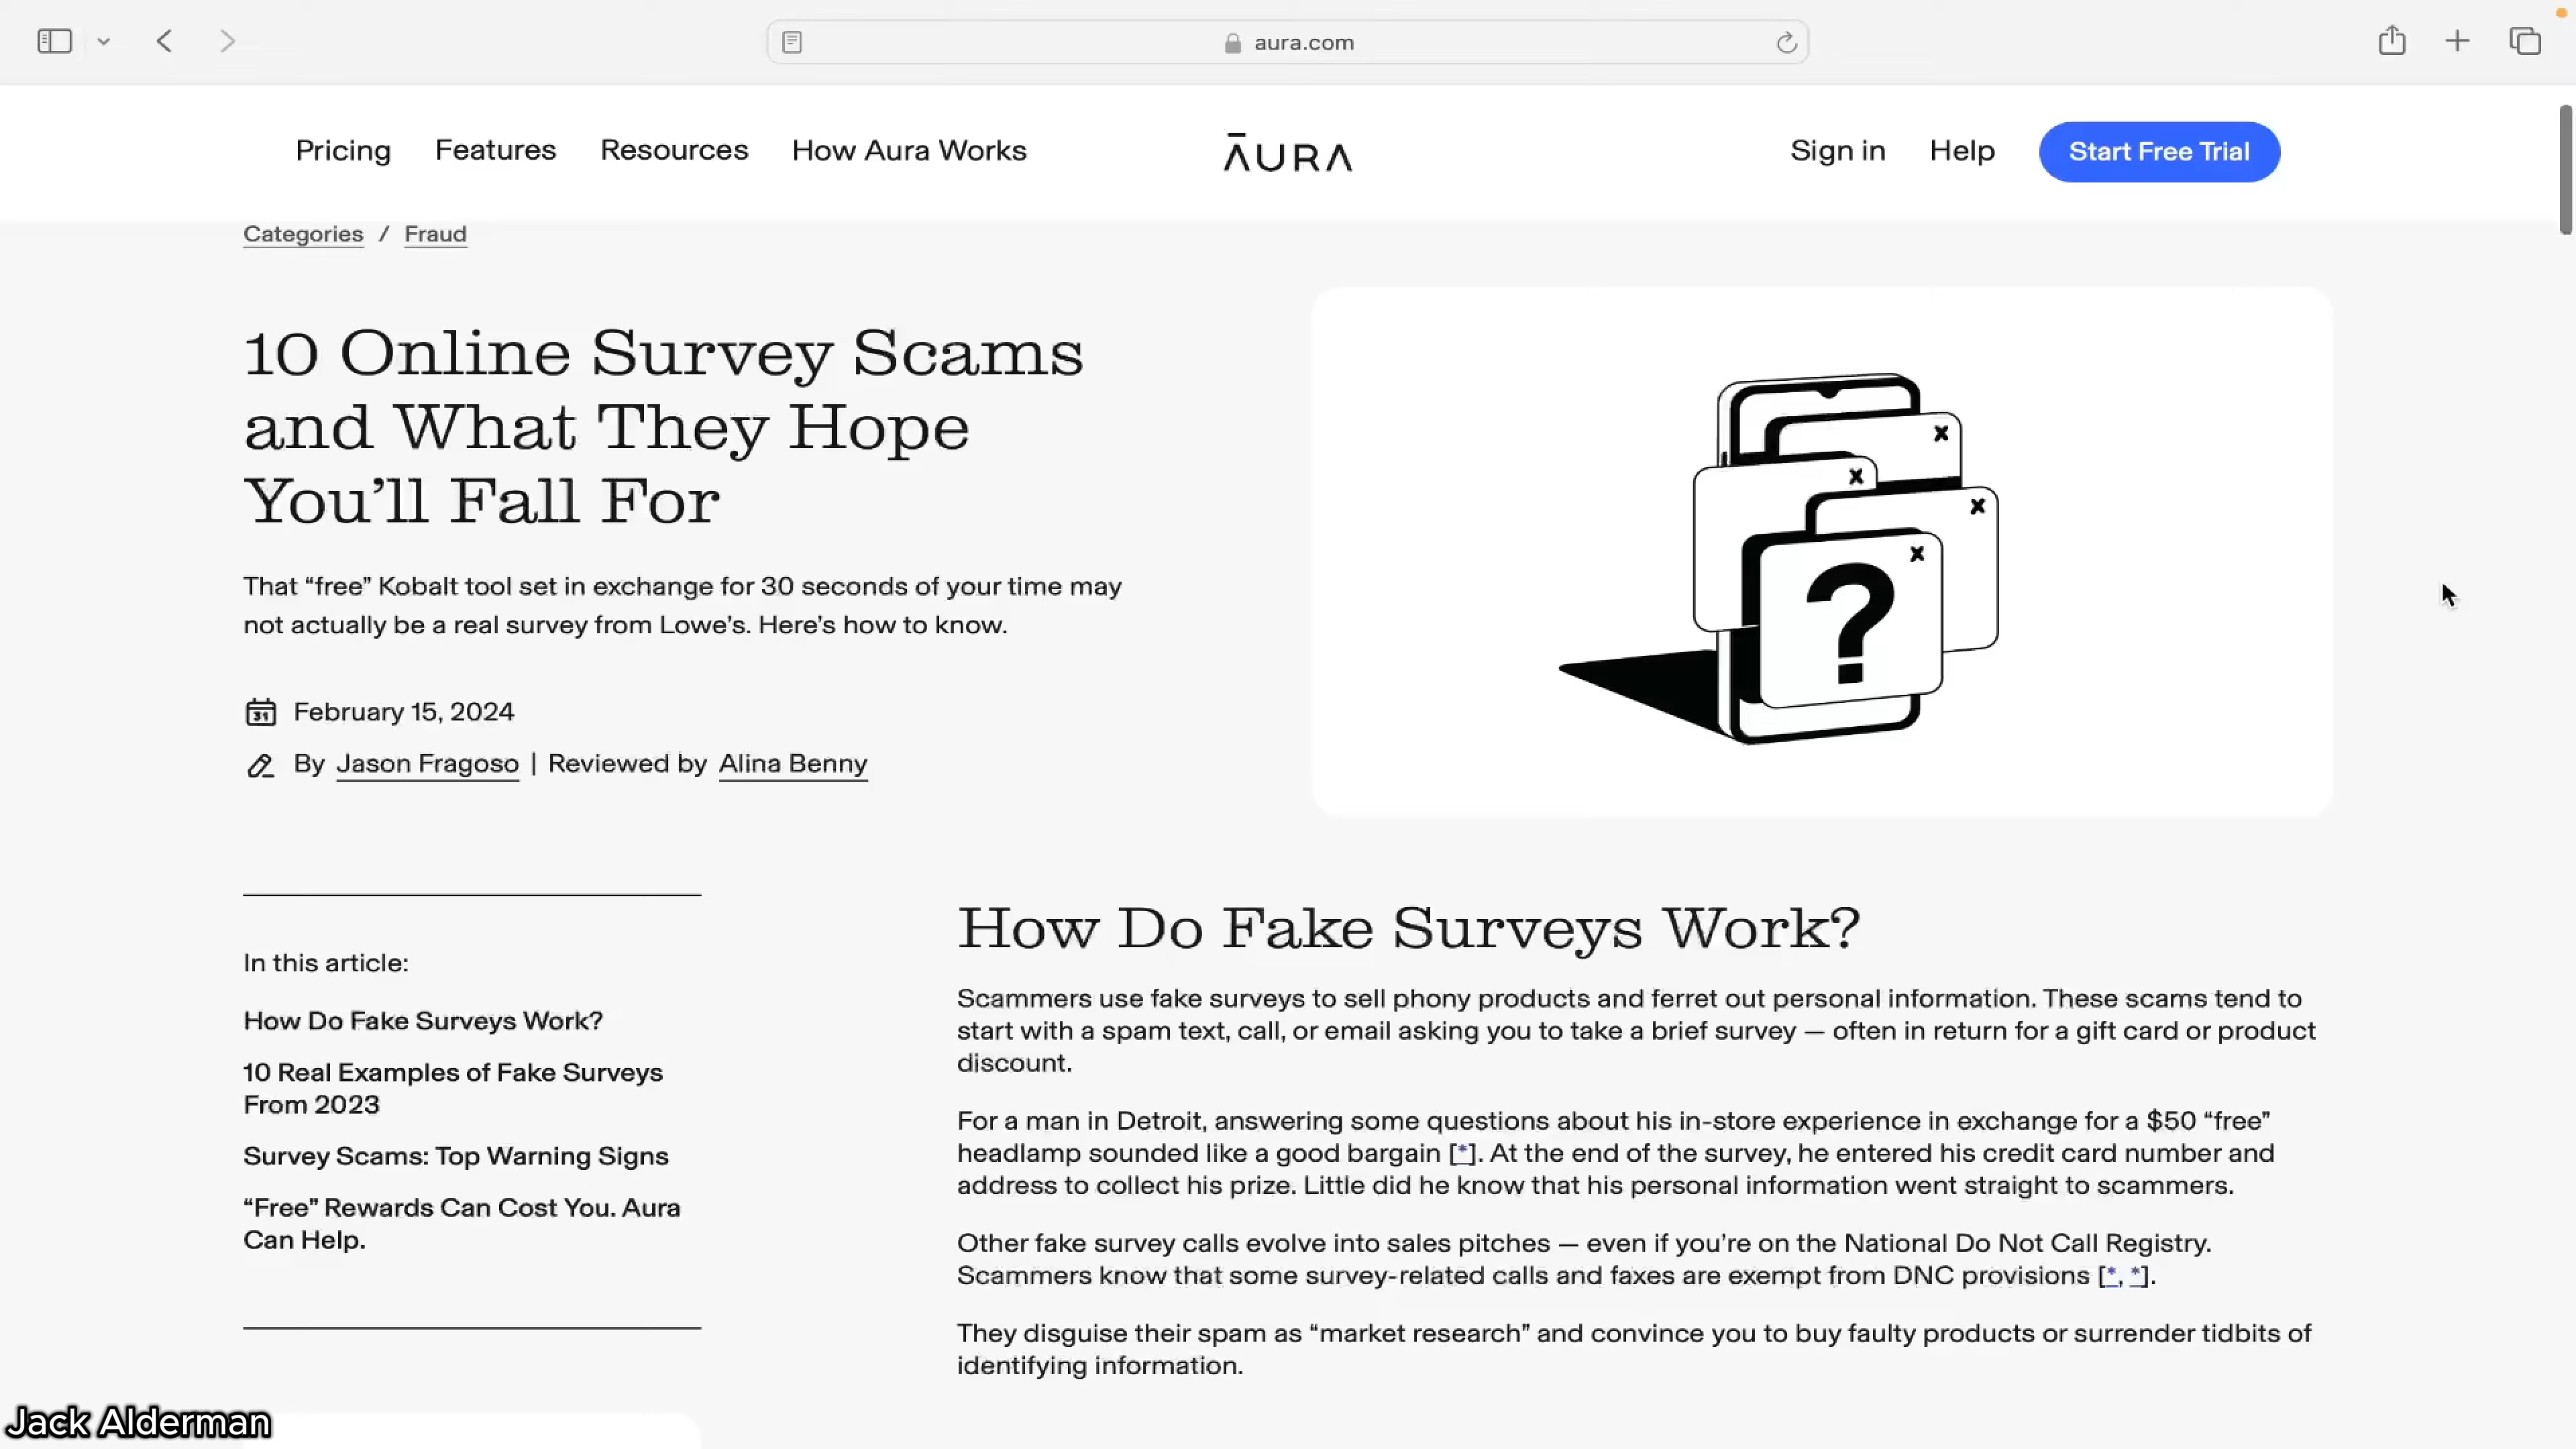 aura.com
Pricing Features Resources How Aura Works
AURA
Sign in Help Start Free Trial
Categories / Fraud
10 Online Survey Scams
and What They Hope
You’ll Fall For
That “free” Kobalt tool set in exchange for 30 seconds of your time may
not actually be a real survey from Lowe’s. Here’s how to know.
31 February 15, 2024
By Jason Fragoso | Reviewed by Alina Benny
?
In this article:
How Do Fake Surveys Work?
10 Real Examples of Fake Surveys
From 2023
Survey Scams: Top Warning Signs
“Free” Rewards Can Cost You. Aura
Can Help.
How Do Fake Surveys Work?
Scammers use fake surveys to sell phony products and ferret out personal information. These scams tend to
start with a spam text, call, or email asking you to take a brief survey — often in return for a gift card or product
discount.
For a man in Detroit, answering some questions about his in-store experience in exchange for a $50 “free”
headlamp sounded like a good bargain [*]. At the end of the survey, he entered his credit card number and
address to collect his prize. Little did he know that his personal information went straight to scammers.
Other fake survey calls evolve into sales pitches — even if you’re on the National Do Not Call Registry.
Scammers know that some survey-related calls and faxes are exempt from DNC provisions [*, *].
They disguise their spam as “market research” and convince you to buy faulty products or surrender tidbits of
identifying information.
Jack Alderman